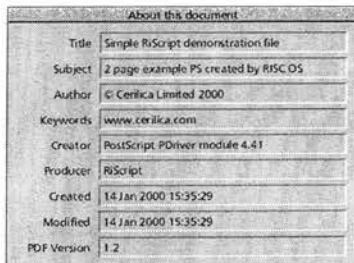 About this document
Title Simple RiScript demonstration file
Subject 2 page example PS created by RISC OS
Author © Cerilica Limited 2000
Keywords www.cerilica.com
Creator PostScript PDriver module 4.41
Producer RiScript
Created 14 Jan 2000 15:35:29
Modified 14 Jan 2000 15:35:29
PDF Version 1.2